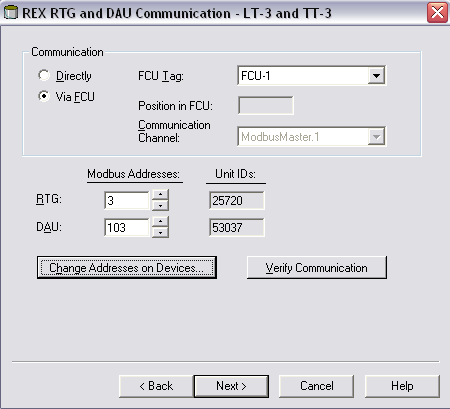 REX RTG and DAU Communication - LT-3 and TT-3
Communication
Directly
FCU Tag: FCU-1
Via FCU
Position in FCU:
Communication
Channel: ModbusMaster.1
Modbus Addresses: Unit IDs:
RTG: 3 25720
DAU: 103 53037
Change Addresses on Devices... Verify Communication
< Back Next > Cancel Help